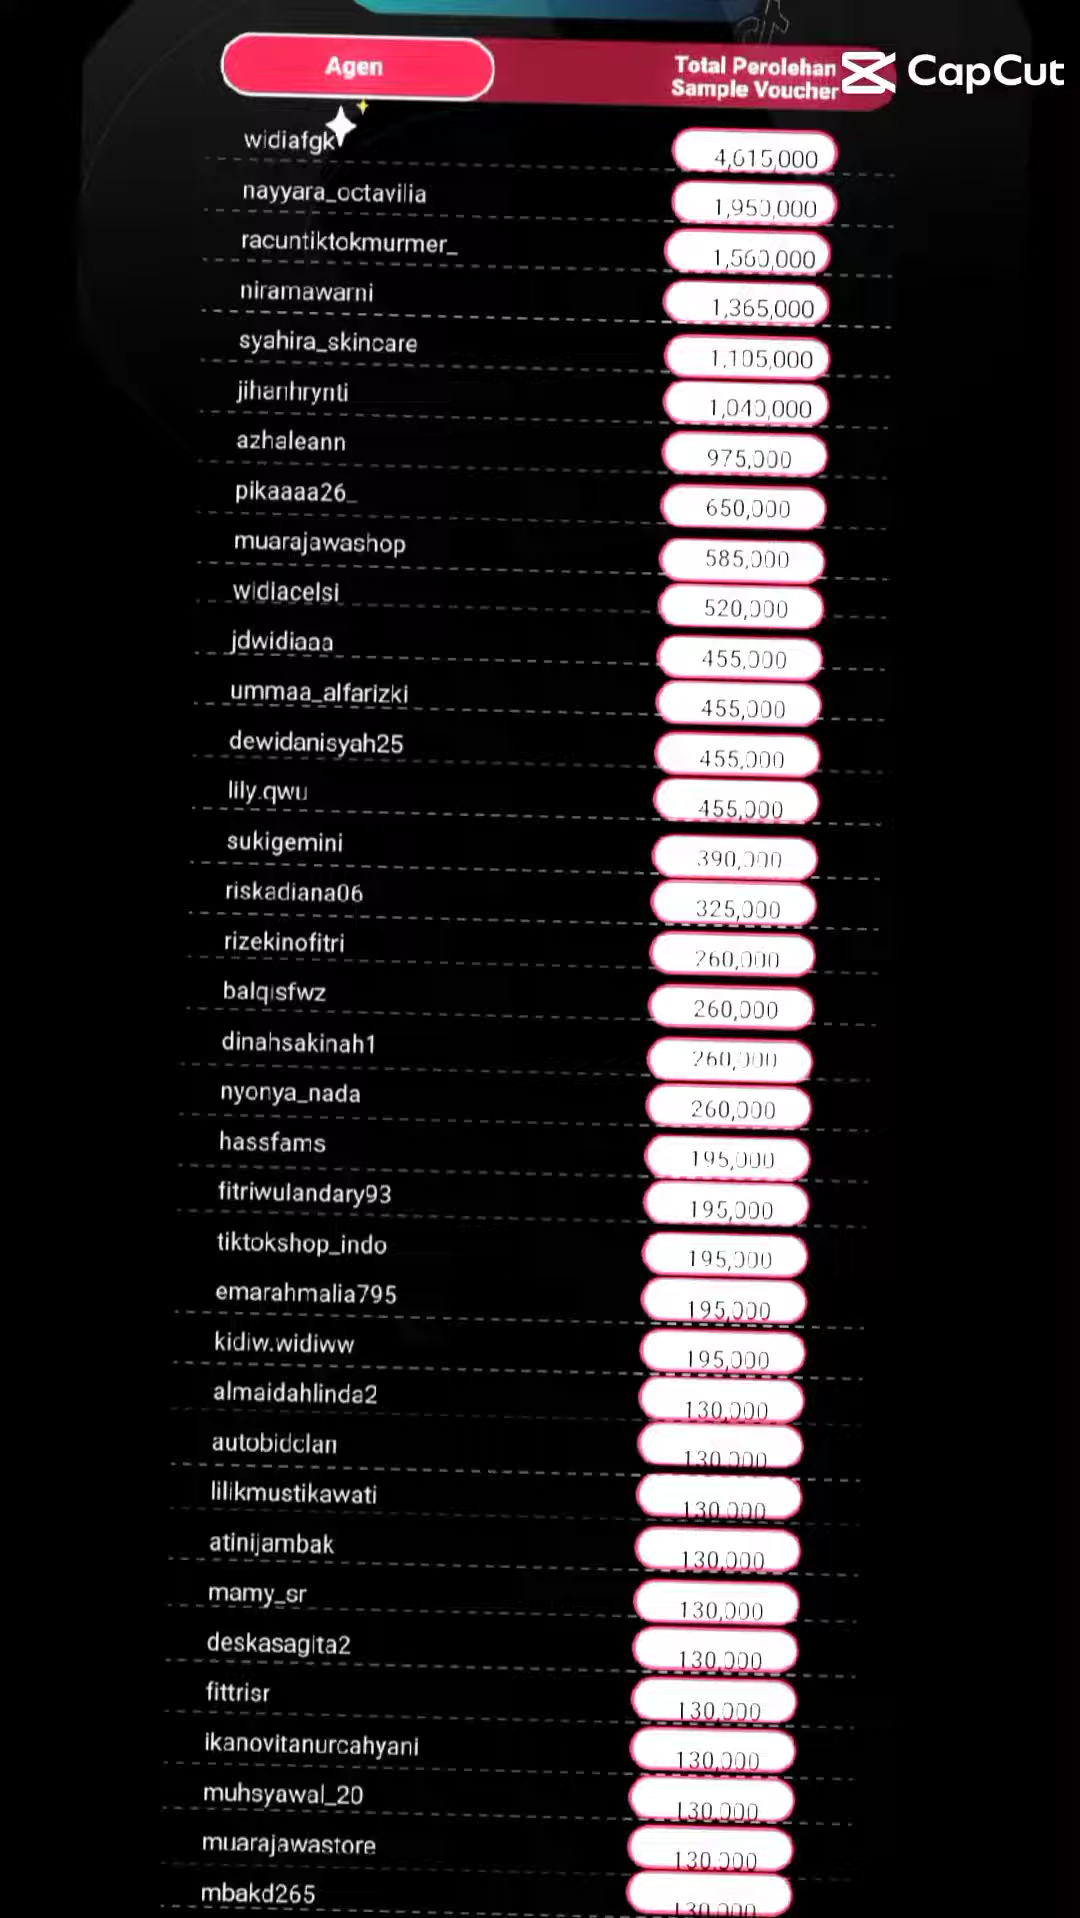 Agen
Total Perolehan
Sample Voucher
CapCut
widiafgk 4,615,000
nayyara_octavilia 1,950,000
racuntiktokmurmer_ 1,560,000
niramawarni 1,365,000
syahira_skincare 1,105,000
jihanhrynti 1,040,000
azhaleann 975,000
pikaaaa26_ 650,000
muarajawashop 585,000
widiacelsi 520,000
jdwidiaaa 455,000
ummaa_alfarizki 455,000
dewidanisyah25 455,000
lily.qwu 455,000
sukigemini 390,000
riskadiana06 325,000
rizekinofitri 260,000
balqisfwz 260,000
dinahsakinah1 260,000
nyonya_nada 260,000
hassfams 195,000
fitriwulandary93 195,000
tiktokshop_indo 195,000
emarahmalia795 195,000
kidiw.widiww 195,000
almaidahlinda2 130,000
autobidclan 130,000
lilikmustikawati 130,000
atinijambak 130,000
mamy_sr 130,000
deskasagita2 130,000
fittrisr 130,000
ikanovitanurcahyani 130,000
muhsyawal_20 130,000
muarajawastore 130,000
mbakd265 130,000